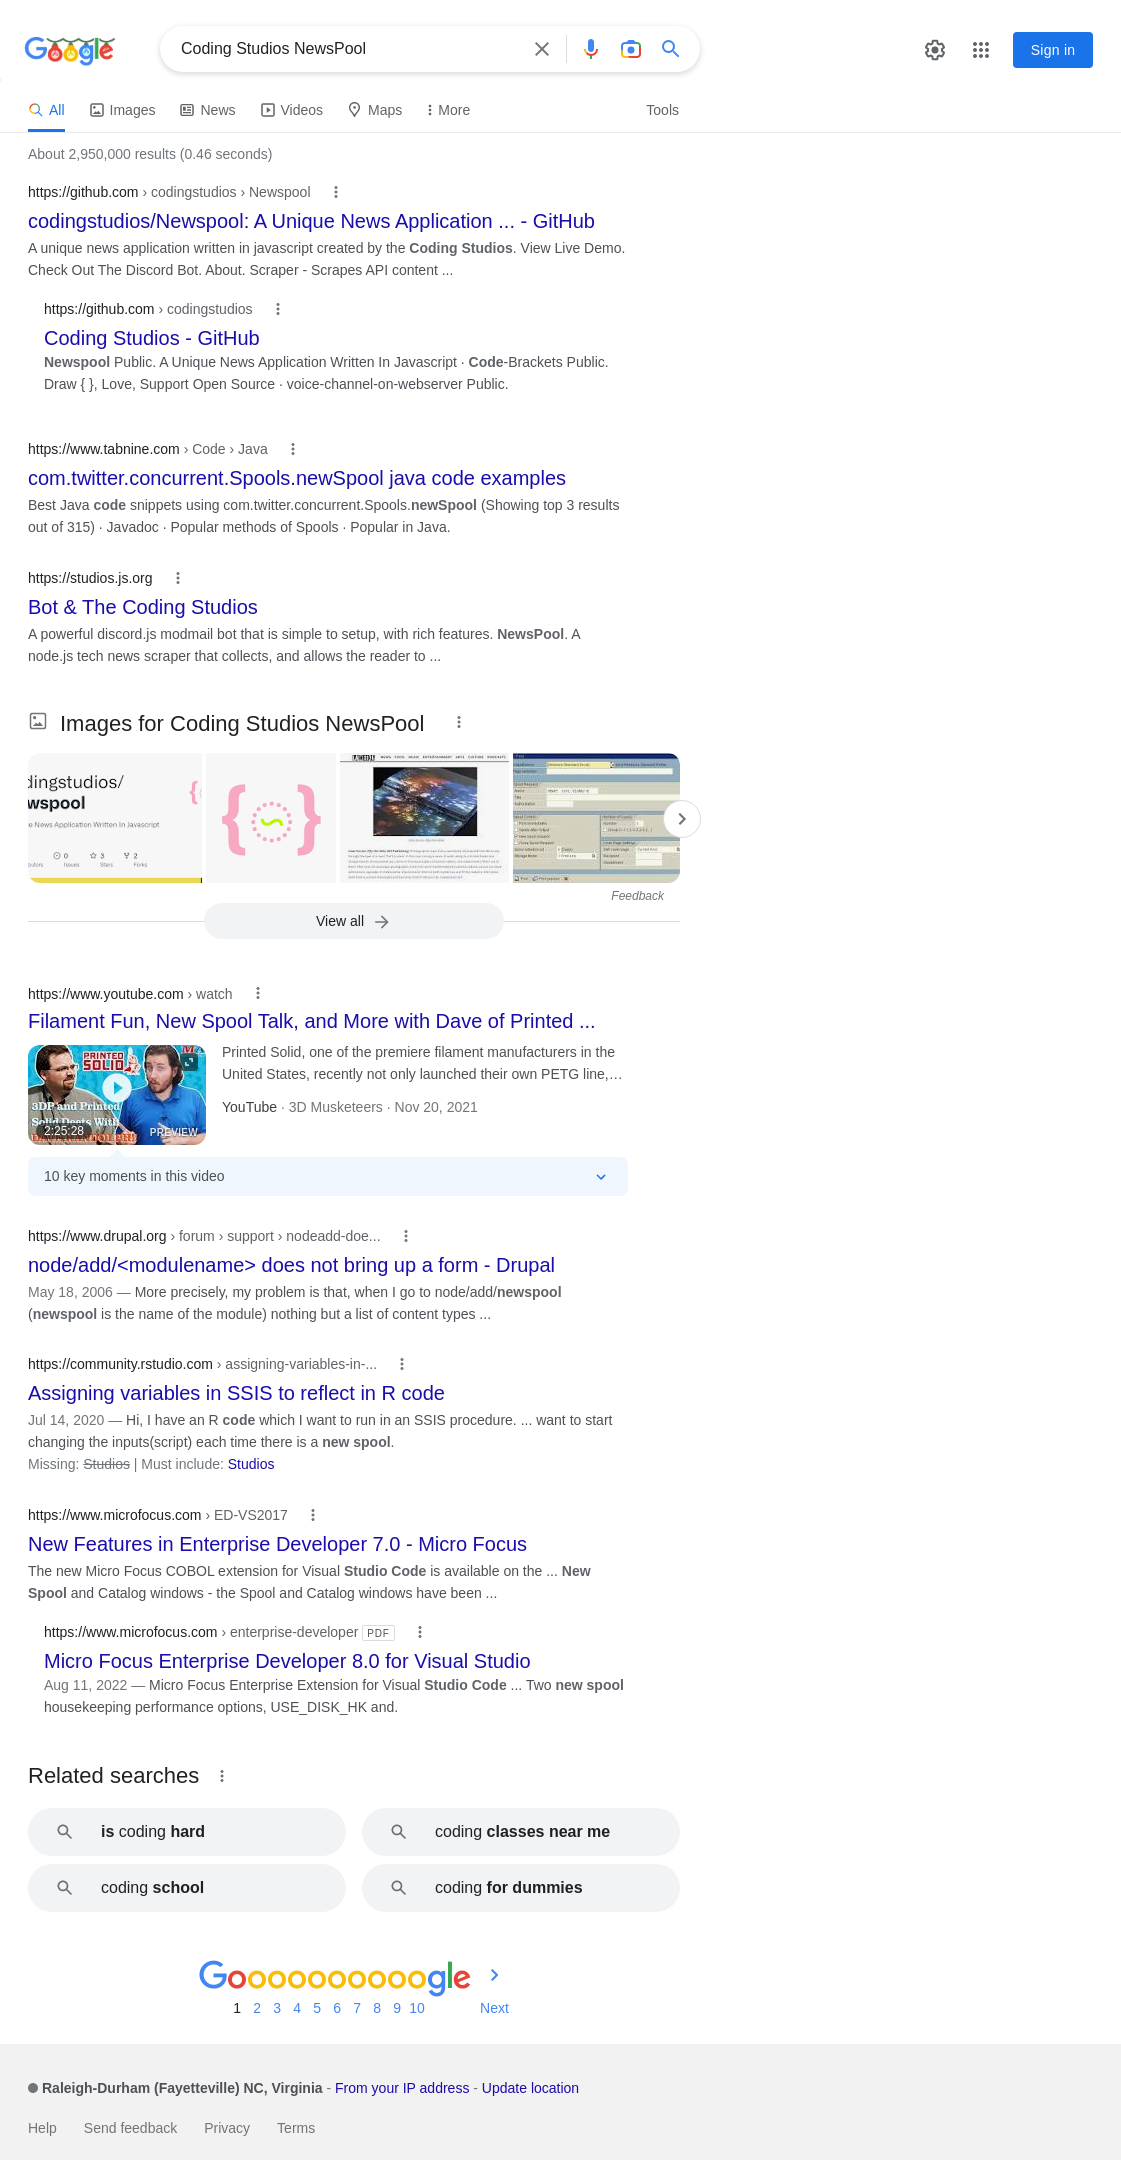 Google
Coding Studios NewsPool
Sign in
All
Images
News
Videos
Maps
More
Tools
About 2,950,000 results (0.46 seconds)
https://github.com › codingstudios › Newspool
codingstudios/Newspool: A Unique News Application ... - GitHub
A unique news application written in javascript created by the Coding Studios. View Live Demo.
Check Out The Discord Bot. About. Scraper - Scrapes API content ...
https://github.com › codingstudios
Coding Studios - GitHub
Newspool Public. A Unique News Application Written In Javascript · Code-Brackets Public.
Draw { }, Love, Support Open Source · voice-channel-on-webserver Public.
https://www.tabnine.com › Code › Java
com.twitter.concurrent.Spools.newSpool java code examples
Best Java code snippets using com.twitter.concurrent.Spools.newSpool (Showing top 3 results
out of 315) · Javadoc · Popular methods of Spools · Popular in Java.
https://studios.js.org
Bot & The Coding Studios
A powerful discord.js modmail bot that is simple to setup, with rich features. NewsPool. A
node.js tech news scraper that collects, and allows the reader to ...
Images for Coding Studios NewsPool
dingstudios/
wspool
e News Application Written In Javascript
0
3
2
utors
Issues
Stars
Forks
{ }
WEEKLY
Feedback
View all
https://www.youtube.com › watch
Filament Fun, New Spool Talk, and More with Dave of Printed ...
PRINTED
SOLID
3DP and Printed
Solid Deets With
2:25:28
PREVIEW
Printed Solid, one of the premiere filament manufacturers in the
United States, recently not only launched their own PETG line,…
YouTube · 3D Musketeers · Nov 20, 2021
10 key moments in this video
https://www.drupal.org › forum › support › nodeadd-doe...
node/add/<modulename> does not bring up a form - Drupal
May 18, 2006 — More precisely, my problem is that, when I go to node/add/newspool
(newspool is the name of the module) nothing but a list of content types ...
https://community.rstudio.com › assigning-variables-in-...
Assigning variables in SSIS to reflect in R code
Jul 14, 2020 — Hi, I have an R code which I want to run in an SSIS procedure. ... want to start
changing the inputs(script) each time there is a new spool.
Missing: Studios | Must include: Studios
https://www.microfocus.com › ED-VS2017
New Features in Enterprise Developer 7.0 - Micro Focus
The new Micro Focus COBOL extension for Visual Studio Code is available on the ... New
Spool and Catalog windows - the Spool and Catalog windows have been ...
https://www.microfocus.com › enterprise-developer PDF
Micro Focus Enterprise Developer 8.0 for Visual Studio
Aug 11, 2022 — Micro Focus Enterprise Extension for Visual Studio Code ... Two new spool
housekeeping performance options, USE_DISK_HK and.
Related searches
is coding hard
coding classes near me
coding school
coding for dummies
Goooooooooogle
1 2 3 4 5 6 7 8 9 10 Next
Raleigh-Durham (Fayetteville) NC, Virginia - From your IP address - Update location
Help Send feedback Privacy Terms